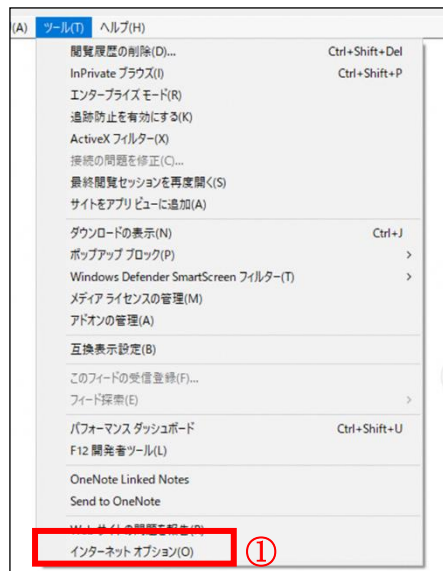 (A) ツール(T) ヘルプ(H)
閲覧履歴の削除(D)... Ctrl+Shift+Del
InPrivate ブラウズ(I) Ctrl+Shift+P
エンタープライズ モード(R)
追跡防止を有効にする(K)
ActiveX フィルター(X)
接続の問題を修正(C)...
最終閲覧セッションを再度開く(S)
サイトをアプリ ビューに追加(A)
ダウンロードの表示(N) Ctrl+J
ポップアップ ブロック(P)
Windows Defender SmartScreen フィルター(T)
メディア ライセンスの管理(M)
アドオンの管理(A)
互換表示設定(B)
このフィードの受信登録(F)...
フィード探索(E)
パフォーマンス ダッシュボード Ctrl+Shift+U
F12 開発者ツール(L)
OneNote Linked Notes
Send to OneNote
Web サイトの問題を報告(R)
インターネット オプション(O) ①